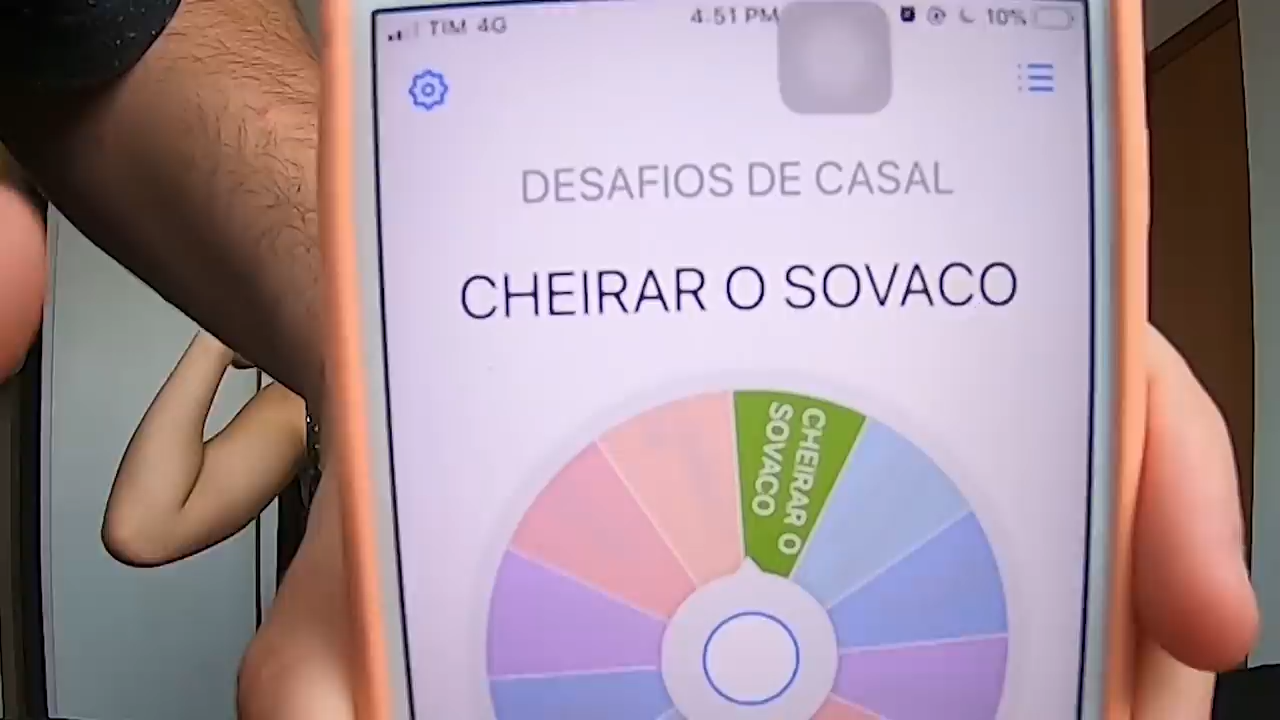 TIM 4G 4:51 PM 10%
DESAFIOS DE CASAL
CHEIRAR O SOVACO
CHEIRAR O
SOVACO